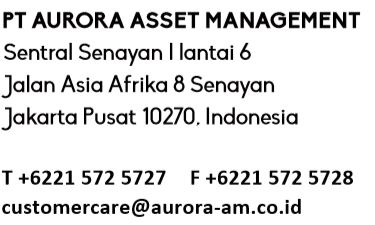 PT AURORA ASSET MANAGEMENT
Sentral Senayan I lantai 6
Jalan Asia Afrika 8 Senayan
Jakarta Pusat 10270, Indonesia
T +6221 572 5727 F +6221 572 5728
customercare@aurora-am.co.id